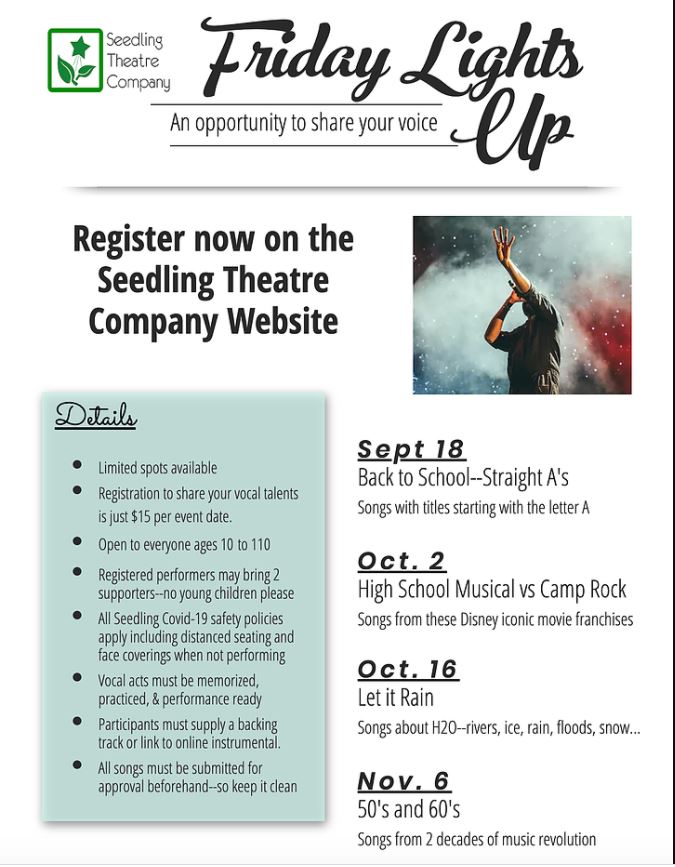 Seedling
Theatre
Company
Friday Lights
Up
An opportunity to share your voice
Register now on the
Seedling Theatre
Company Website
Details
Limited spots available
Registration to share your vocal talents
is just $15 per event date.
Open to everyone ages 10 to 110
Registered performers may bring 2
supporters--no young children please
All Seedling Covid-19 safety policies
apply including distanced seating and
face coverings when not performing
Vocal acts must be memorized,
practiced, & performance ready
Participants must supply a backing
track or link to online instrumental.
All songs must be submitted for
approval beforehand--so keep it clean
Sept 18
Back to School--Straight A's
Songs with titles starting with the letter A
Oct. 2
High School Musical vs Camp Rock
Songs from these Disney iconic movie franchises
Oct. 16
Let it Rain
Songs about H2O--rivers, ice, rain, floods, snow...
Nov. 6
50's and 60's
Songs from 2 decades of music revolution